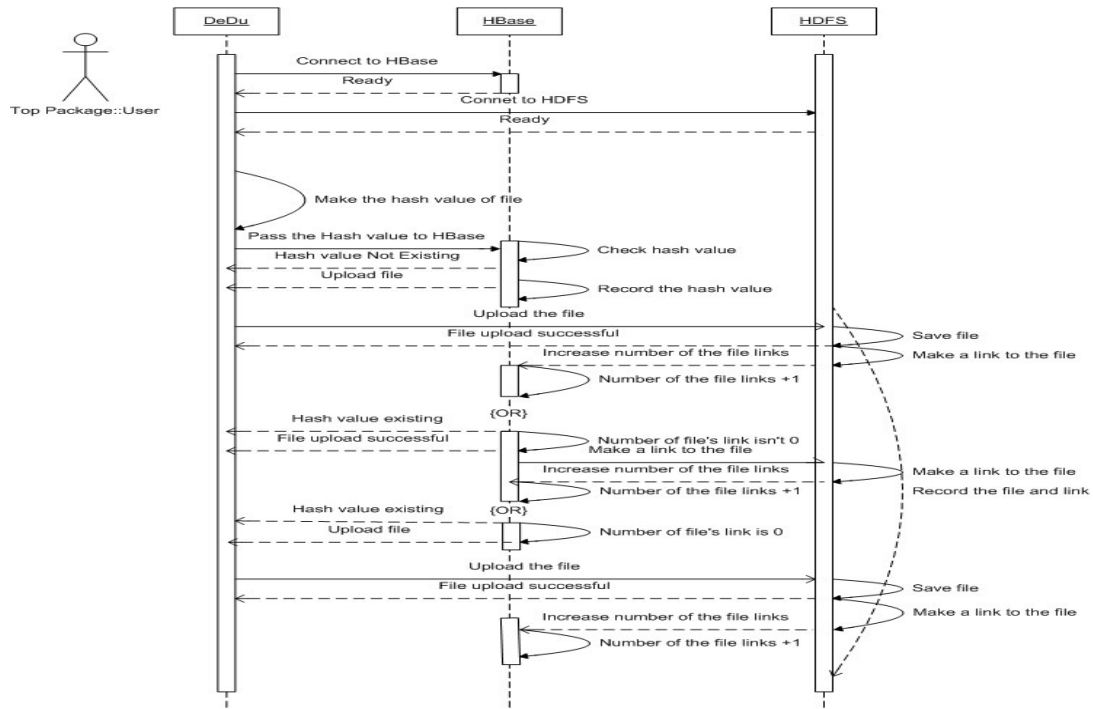 DeDu
HBase
HDFS
Top Package::User
Connect to HBase
Ready
Connet to HDFS
Ready
Make the hash value of file
Pass the Hash value to HBase
Check hash value
Hash value Not Existing
Upload file
Record the hash value
Upload the file
File upload successful
Save file
Increase number of the file links
Make a link to the file
Number of the file links +1
{OR}
Hash value existing
File upload successful
Number of file's link isn't 0
Make a link to the file
Increase number of the file links
Make a link to the file
Number of the file links +1
Record the file and link
{OR}
Hash value existing
Upload file
Number of file's link is 0
Upload the file
File upload successful
Save file
Increase number of the file links
Make a link to the file
Number of the file links +1